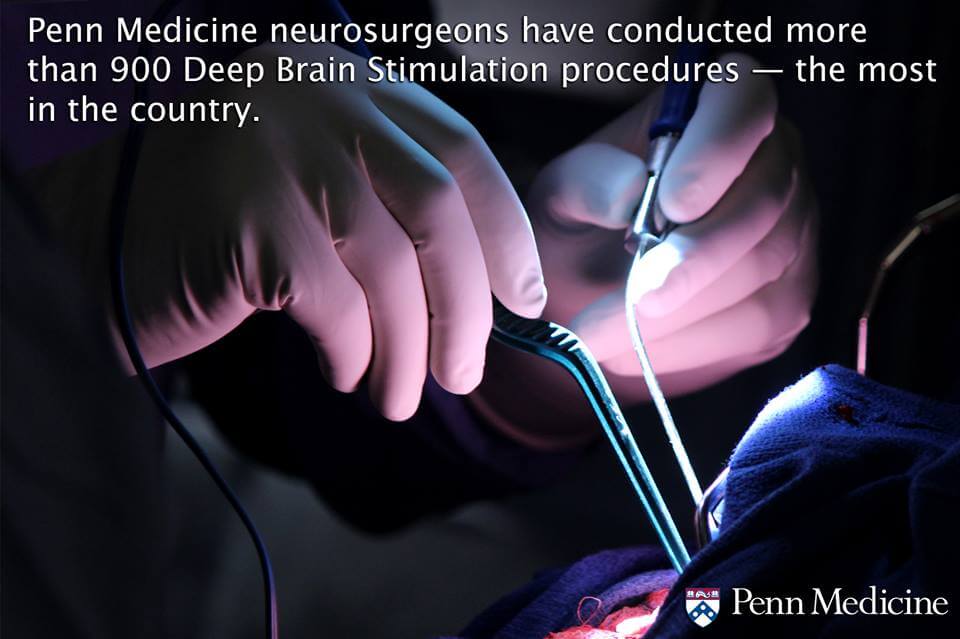 Penn Medicine neurosurgeons have conducted more
than 900 Deep Brain Stimulation procedures — the most
in the country.
Penn Medicine